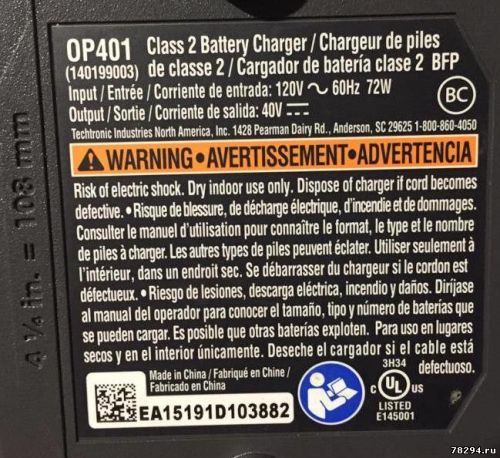 OP401 Class 2 Battery Charger / Chargeur de piles
(140199003) de classe 2 / Cargador de batería clase 2 BFP
Input / Entrée / Corriente de entrada: 120V ~ 60Hz 72W
Output / Sortie / Corriente de salida: 40V
BC
Techtronic Industries North America, Inc. 1428 Pearman Dairy Rd., Anderson, SC 29625 1-800-860-4050
WARNING • AVERTISSEMENT • ADVERTENCIA
Risk of electric shock. Dry indoor use only. Dispose of charger if cord becomes
defective. • Risque de blessure, de décharge électrique, d'incendie et de dommages.
Consulter le manuel d'utilisation pour connaître le format, le type et le nombre
de piles à charger. Les autres types de piles peuvent éclater. Utiliser seulement à
l'intérieur, dans un endroit sec. Se débarrasser du chargeur si le cordon est
défectueux. • Riesgo de lesiones, descarga eléctrica, incendio y daños. Diríjase
al manual del operador para conocer el tamaño, tipo y número de baterías que
se pueden cargar. Es posible que otras baterías exploten. Para uso en lugares
secos y en el interior únicamente. Deseche el cargador si el cable está
defectuoso.
Made in China / Fabriqué en Chine /
Fabricado en China
EA15191D103882
3H34
c UL us
LISTED
E145001
4 ¼ in. = 108 mm
78294.ru